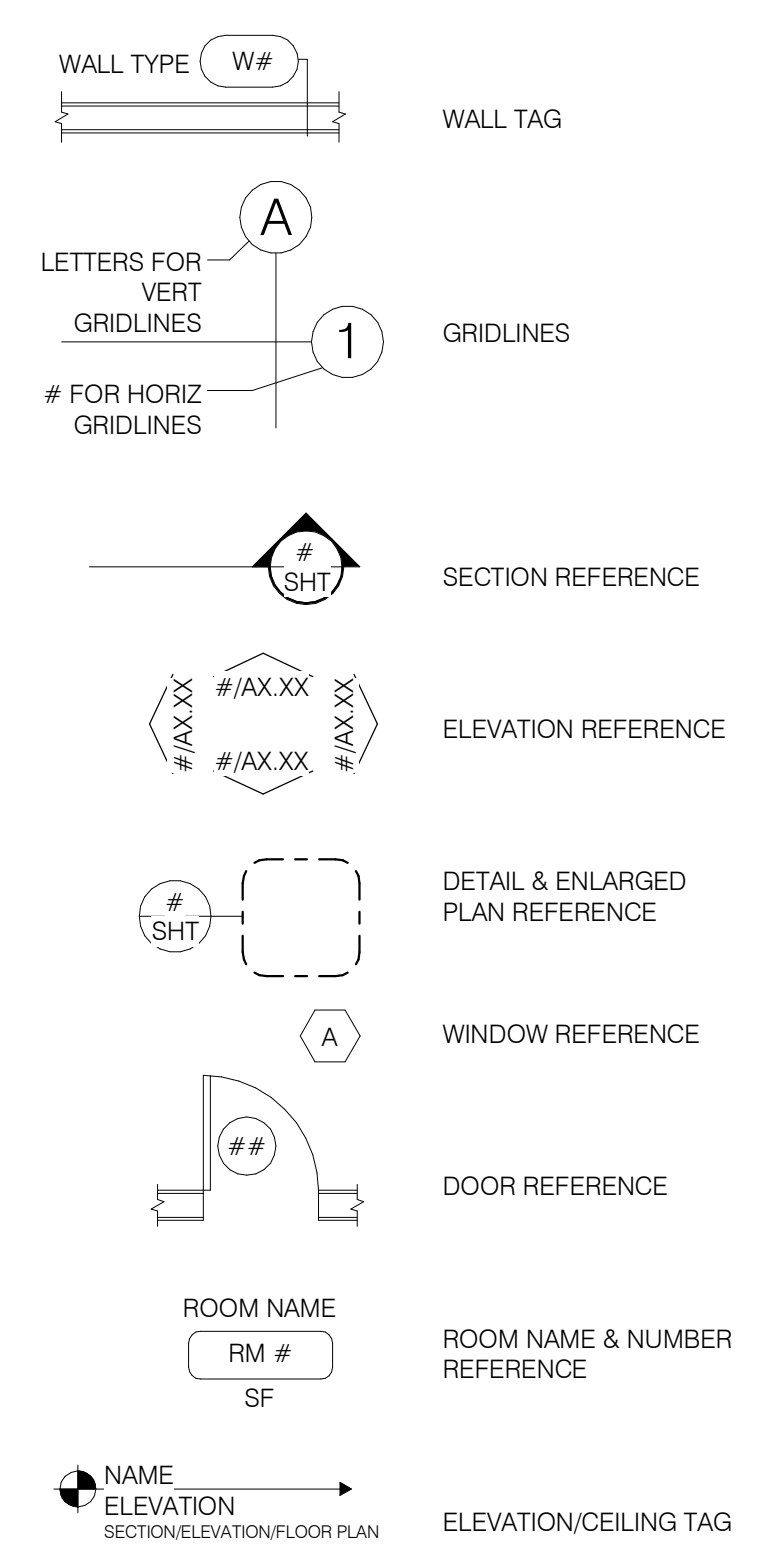 WALL TYPE W#
WALL TAG
A
LETTERS FOR
VERT
GRIDLINES
1
GRIDLINES
# FOR HORIZ
GRIDLINES
#
SHT
SECTION REFERENCE
#/AX.XX
#/AX.XX
#/AX.XX
#/AX.XX
ELEVATION REFERENCE
#
SHT
DETAIL & ENLARGED
PLAN REFERENCE
A
WINDOW REFERENCE
##
DOOR REFERENCE
ROOM NAME
RM #
SF
ROOM NAME & NUMBER
REFERENCE
NAME
ELEVATION
SECTION/ELEVATION/FLOOR PLAN
ELEVATION/CEILING TAG